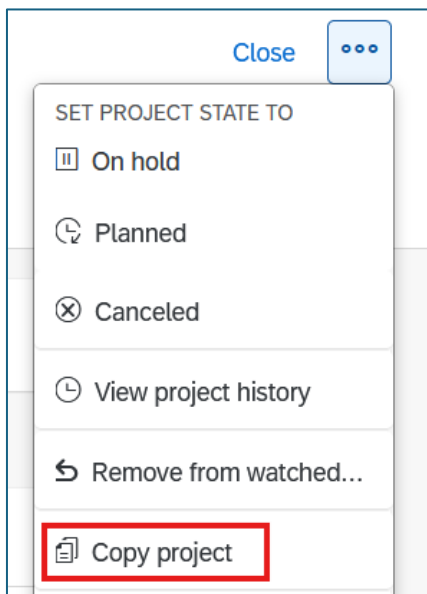 Close
SET PROJECT STATE TO
On hold
Planned
Canceled
View project history
Remove from watched...
Copy project